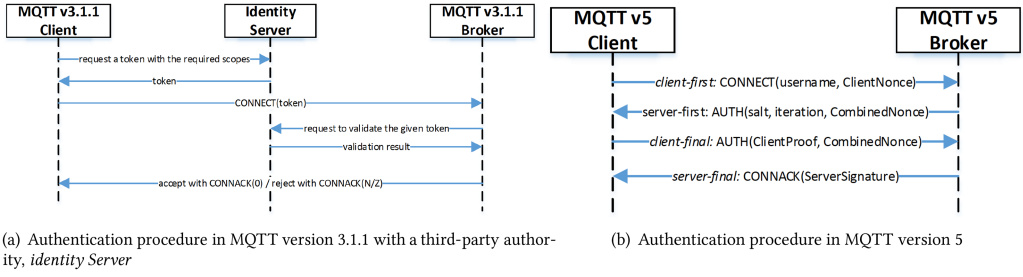 MQTT v3.1.1
Client
Identity
Server
MQTT v3.1.1
Broker
request a token with the required scopes
token
CONNECT(token)
request to validate the given token
validation result
accept with CONNACK(0) / reject with CONNACK(N/Z)
(a) Authentication procedure in MQTT version 3.1.1 with a third-party author-
ity, identity Server
MQTT v5
Client
MQTT v5
Broker
client-first: CONNECT(username, ClientNonce)
server-first: AUTH(salt, iteration, CombinedNonce)
client-final: AUTH(ClientProof, CombinedNonce)
server-final: CONNACK(ServerSignature)
(b) Authentication procedure in MQTT version 5